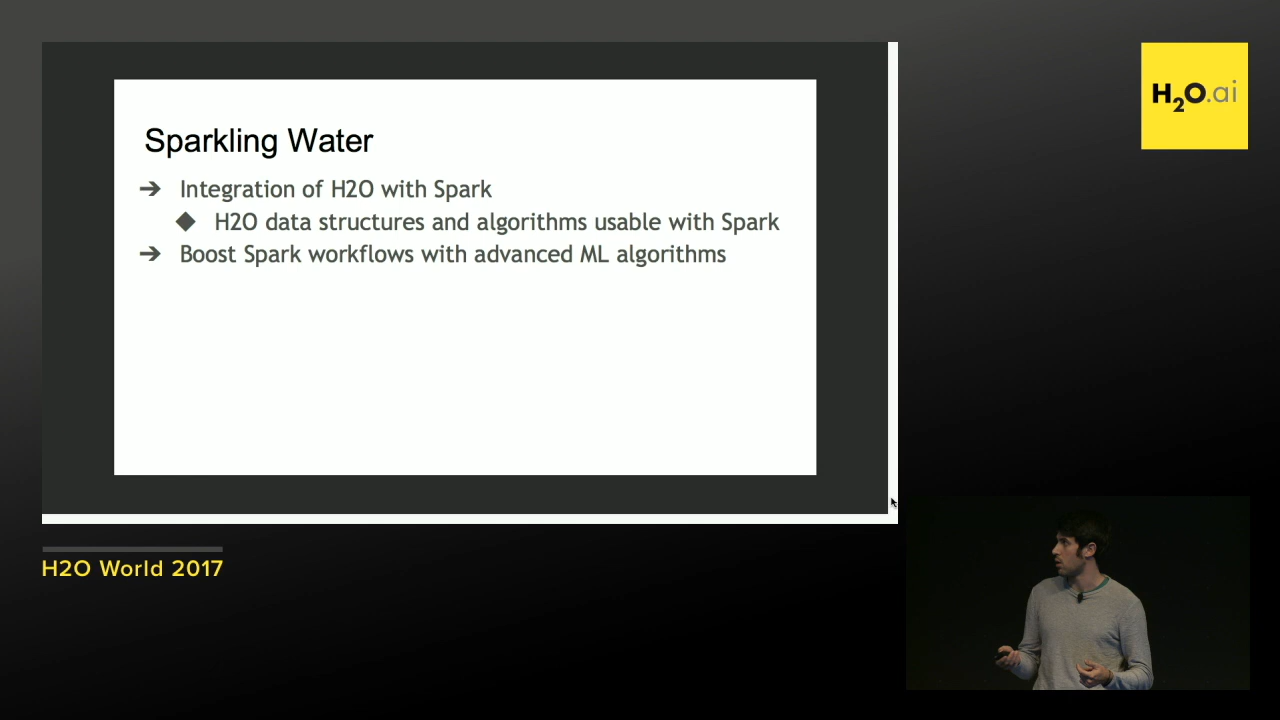 Sparkling Water
➔ Integration of H2O with Spark
◆ H2O data structures and algorithms usable with Spark
➔ Boost Spark workflows with advanced ML algorithms
H2O.ai
H2O World 2017